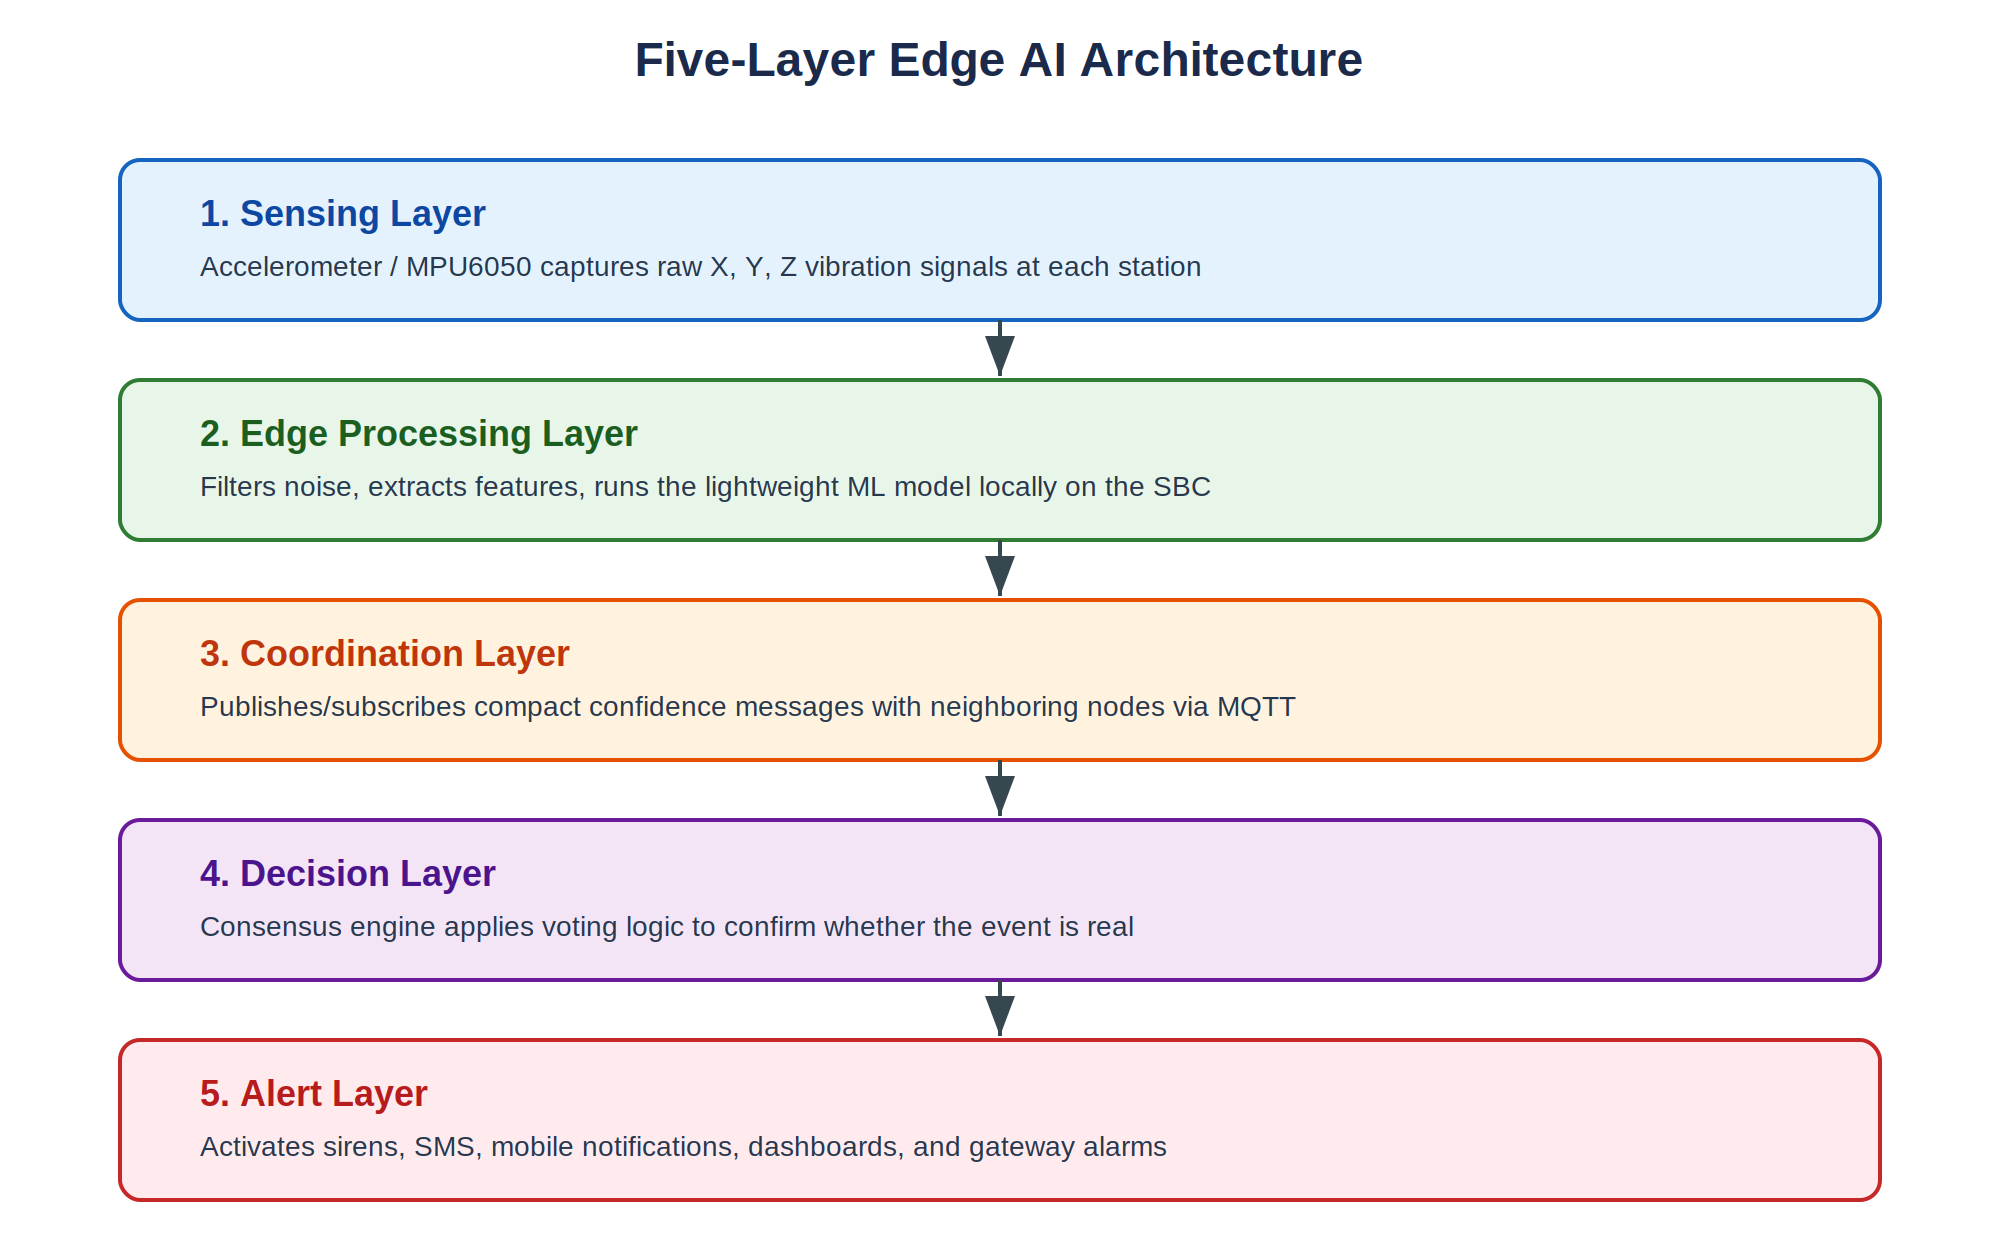 Five-Layer Edge AI Architecture
1. Sensing Layer
Accelerometer / MPU6050 captures raw X, Y, Z vibration signals at each station
2. Edge Processing Layer
Filters noise, extracts features, runs the lightweight ML model locally on the SBC
3. Coordination Layer
Publishes/subscribes compact confidence messages with neighboring nodes via MQTT
4. Decision Layer
Consensus engine applies voting logic to confirm whether the event is real
5. Alert Layer
Activates sirens, SMS, mobile notifications, dashboards, and gateway alarms